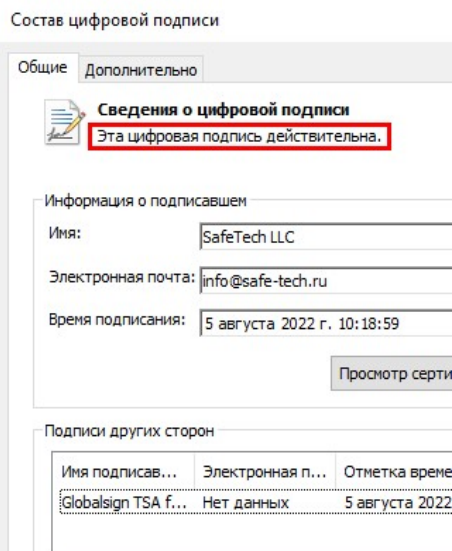 Состав цифровой подписи
Общие Дополнительно
Сведения о цифровой подписи
Эта цифровая подпись действительна.
Информация о подписавшем
Имя: SafeTech LLC
Электронная почта: info@safe-tech.ru
Время подписания: 5 августа 2022 г. 10:18:59
Просмотр серти
Подписи других сторон
Имя подписав... Электронная п... Отметка време
Globalsign TSA f... Нет данных 5 августа 2022